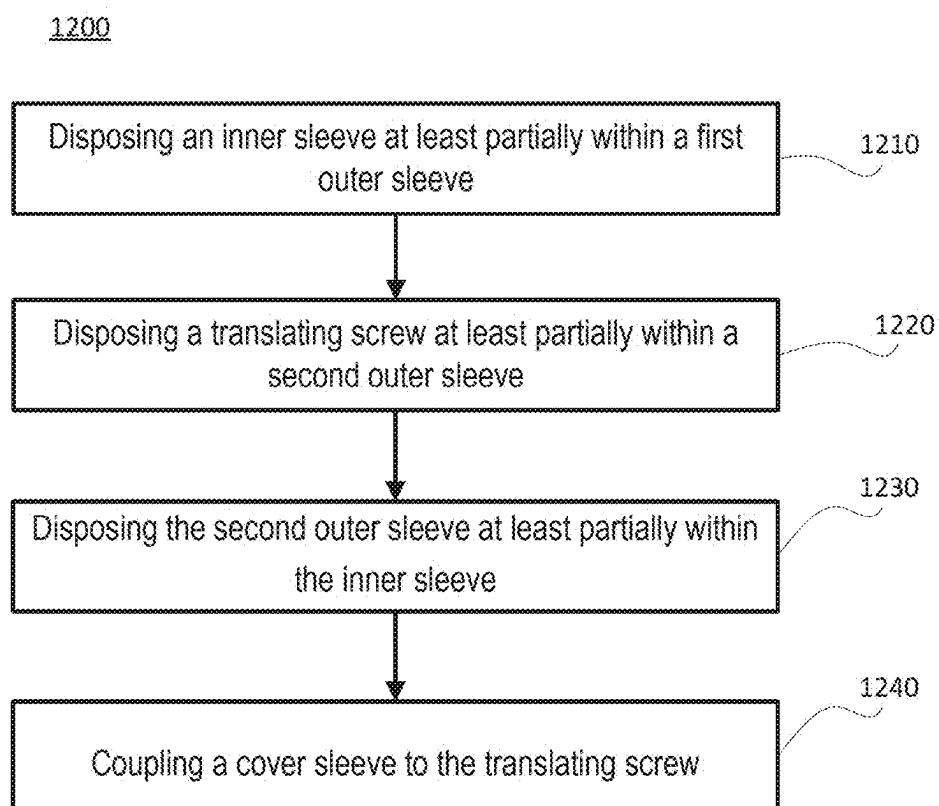 1200
Disposing an inner sleeve at least partially within a first
outer sleeve
1210
Disposing a translating screw at least partially within a
second outer sleeve
1220
Disposing the second outer sleeve at least partially within
the inner sleeve
1230
Coupling a cover sleeve to the translating screw
1240